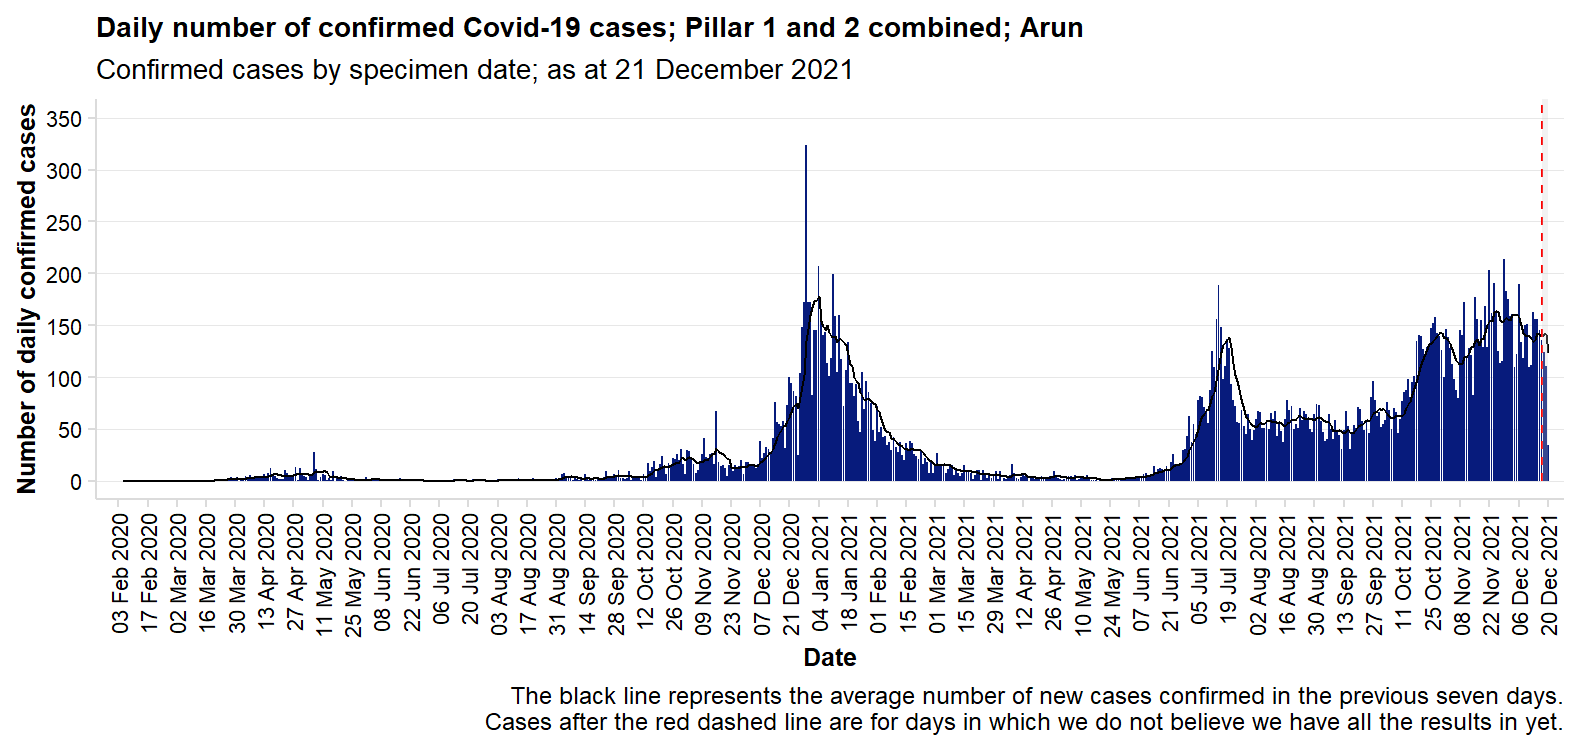 Daily number of confirmed Covid-19 cases; Pillar 1 and 2 combined; Arun
Confirmed cases by specimen date; as at 21 December 2021
Number of daily confirmed cases
350
300
250
200
150
100
50
0
03 Feb 2020
17 Feb 2020
02 Mar 2020
16 Mar 2020
30 Mar 2020
13 Apr 2020
27 Apr 2020
11 May 2020
25 May 2020
08 Jun 2020
22 Jun 2020
06 Jul 2020
20 Jul 2020
03 Aug 2020
17 Aug 2020
31 Aug 2020
14 Sep 2020
28 Sep 2020
12 Oct 2020
26 Oct 2020
09 Nov 2020
23 Nov 2020
07 Dec 2020
21 Dec 2020
04 Jan 2021
18 Jan 2021
01 Feb 2021
15 Feb 2021
01 Mar 2021
15 Mar 2021
29 Mar 2021
12 Apr 2021
26 Apr 2021
10 May 2021
24 May 2021
07 Jun 2021
21 Jun 2021
05 Jul 2021
19 Jul 2021
02 Aug 2021
16 Aug 2021
30 Aug 2021
13 Sep 2021
27 Sep 2021
11 Oct 2021
25 Oct 2021
08 Nov 2021
22 Nov 2021
06 Dec 2021
20 Dec 2021
Date
The black line represents the average number of new cases confirmed in the previous seven days.
Cases after the red dashed line are for days in which we do not believe we have all the results in yet.